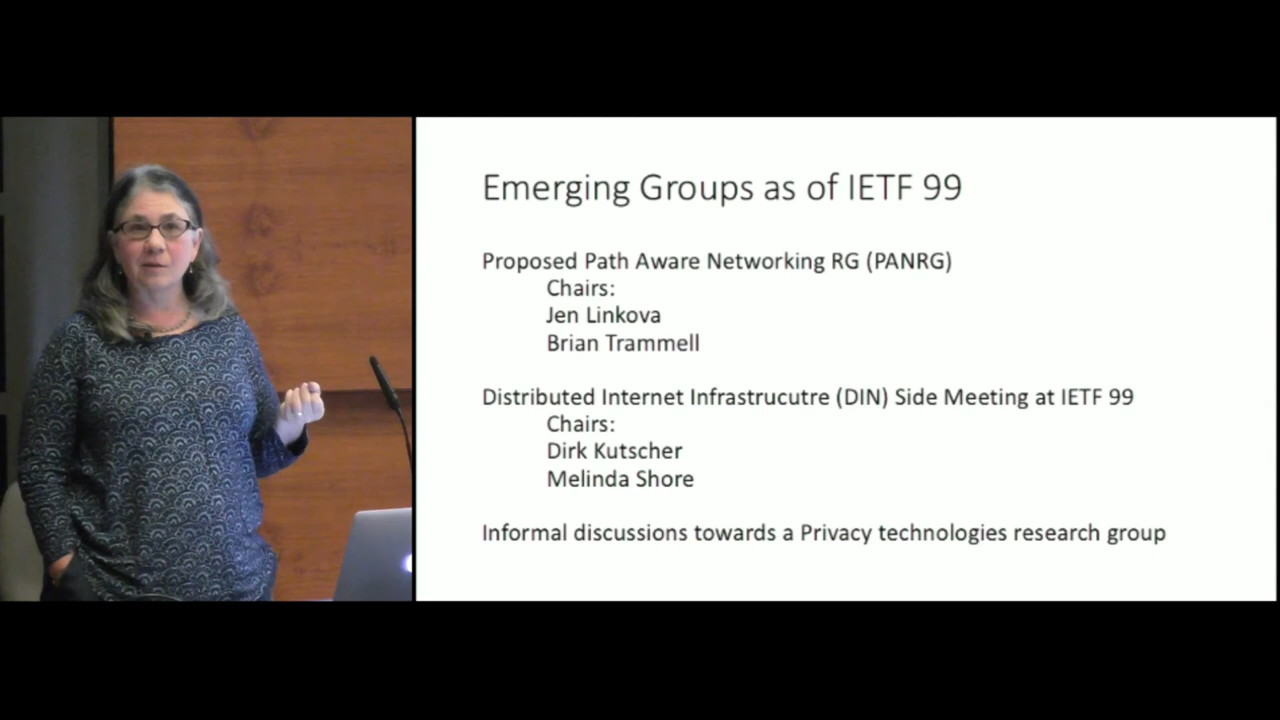 Emerging Groups as of IETF 99
Proposed Path Aware Networking RG (PANRG)
Chairs:
Jen Linkova
Brian Trammell
Distributed Internet Infrastrucutre (DIN) Side Meeting at IETF 99
Chairs:
Dirk Kutscher
Melinda Shore
Informal discussions towards a Privacy technologies research group